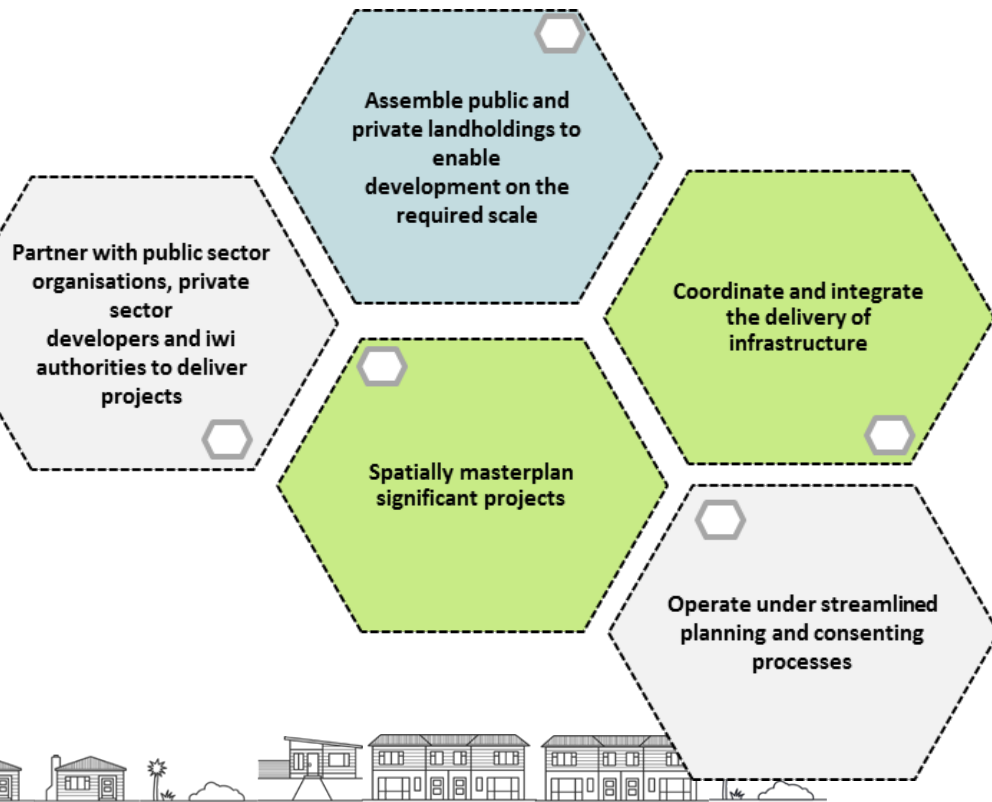 Assemble public and
private landholdings to
enable
development on the
required scale
Partner with public sector
organisations, private
sector
developers and iwi
authorities to deliver
projects
Coordinate and integrate
the delivery of
infrastructure
Spatially masterplan
significant projects
Operate under streamlined
planning and consenting
processes